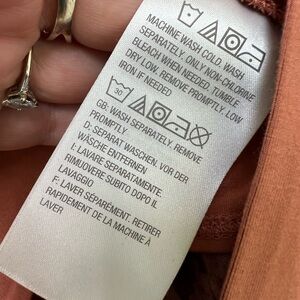 MACHINE WASH COLD. WASH
SEPARATELY. ONLY NON-CHLORINE
BLEACH WHEN NEEDED. TUMBLE
DRY LOW. REMOVE PROMPTLY. LOW
IRON IF NEEDED
30
GB: WASH SEPARATELY, REMOVE
PROMPTLY.
D: SEPARAT WASCHEN. VOR DER
WÄSCHE ENTFERNEN
I: LAVARE SEPARATAMENTE.
RIMUOVERE SUBITO DOPO IL
LAVAGGIO
F: LAVER SÉPARÉMENT. RETIRER
RAPIDEMENT DE LA MACHINE À
LAVER